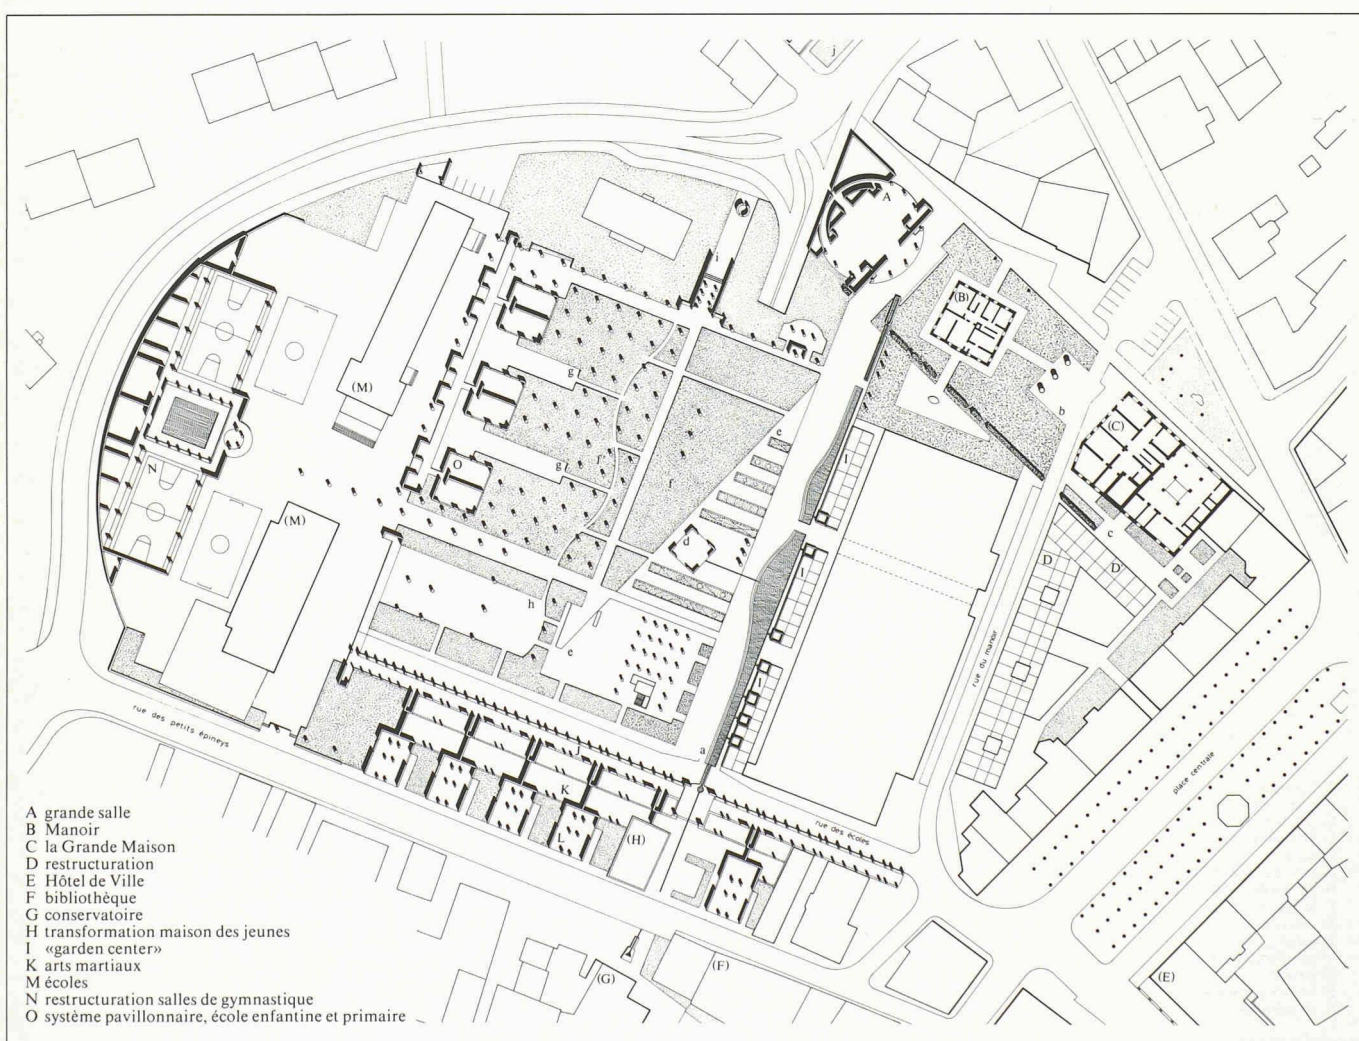 j
A
i
(B)
b
(M)
g
(C)
e
I
N
O
g
f
f
(M)
d
c
D
D
I
h
e
rue du manoir
I
rue des petits épineys
a
J
place centrale
K
rue des écoles
L
(H)
(F)
(G)
(E)
A grande salle
B Manoir
C la Grande Maison
D restructuration
E Hôtel de Ville
F bibliothèque
G conservatoire
H transformation maison des jeunes
I «garden center»
K arts martiaux
M écoles
N restructuration salles de gymnastique
O système pavillonnaire, école enfantine et primaire